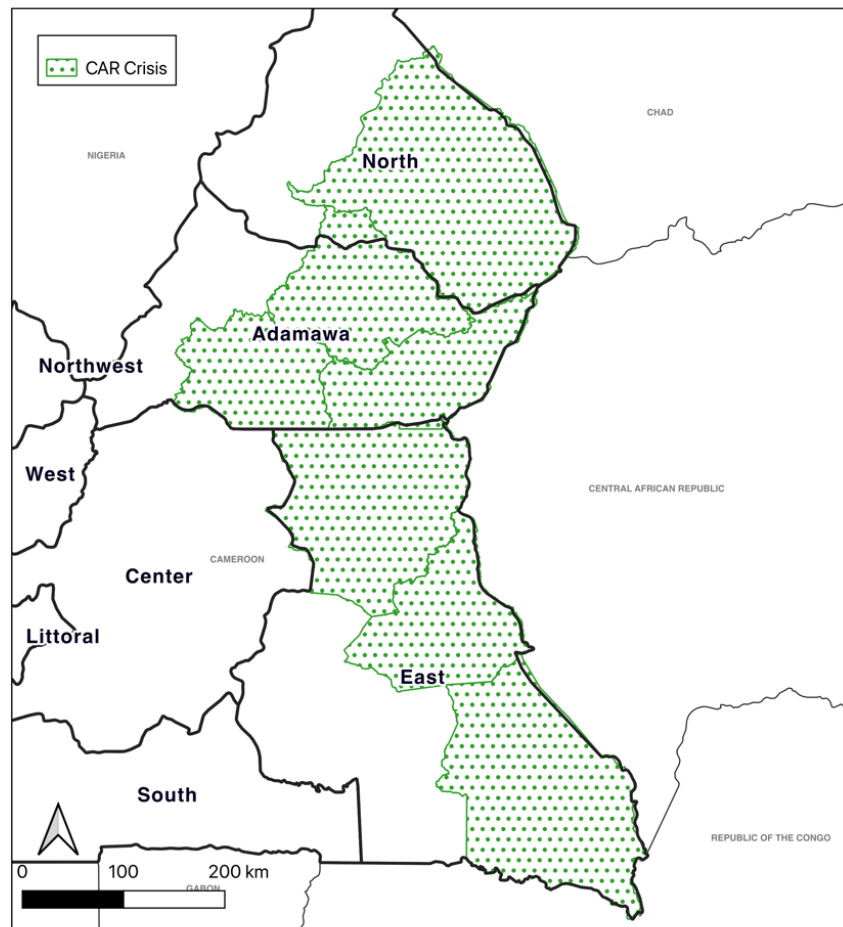 CAR Crisis
CHAD
NIGERIA
North
Adamawa
Northwest
West
CENTRAL AFRICAN REPUBLIC
CAMEROON
Center
Littoral
East
South
REPUBLIC OF THE CONGO
0 100 200 km
GABON